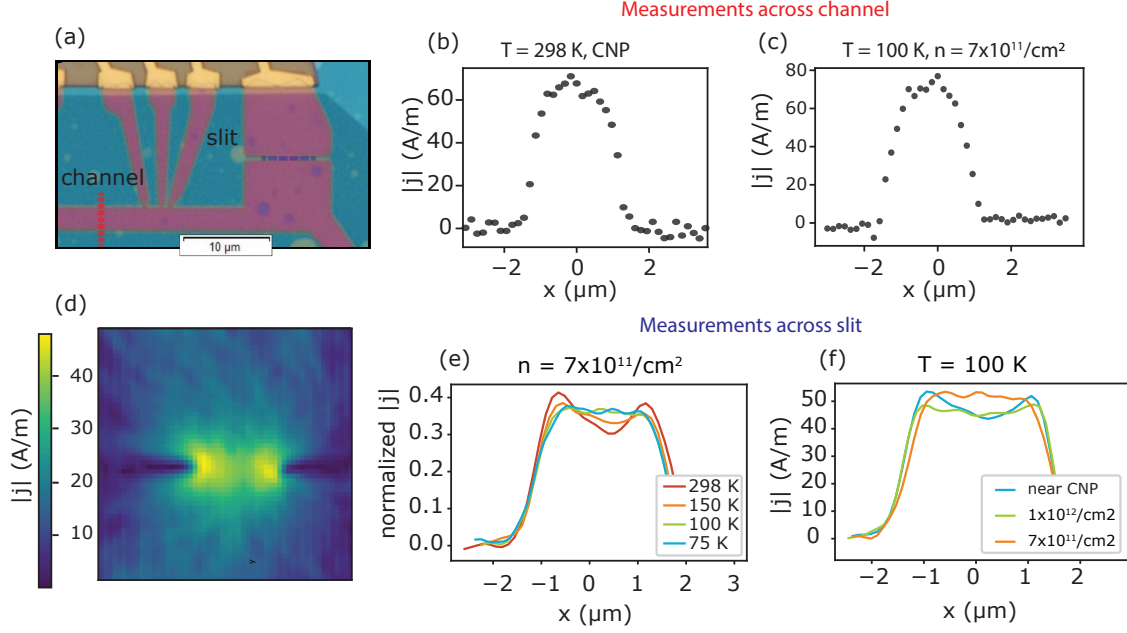 Measurements across channel
(a)
slit
channel
10 µm
(b)
T = 298 K, CNP
|j| (A/m)
60
40
20
0
−2
0
2
x (µm)
(c)
T = 100 K, n = 7x10¹¹/cm²
|j| (A/m)
80
60
40
20
0
−2
0
2
x (µm)
(d)
|j| (A/m)
40
30
20
10
Measurements across slit
(e)
n = 7x10¹¹/cm²
normalized |j|
0.4
0.3
0.2
0.1
0.0
298 K
150 K
100 K
75 K
−2
−1
0
1
2
3
x (µm)
(f)
T = 100 K
|j| (A/m)
50
40
30
20
10
0
near CNP
1x10¹²/cm2
7x10¹¹/cm2
−2
−1
0
1
2
x (µm)